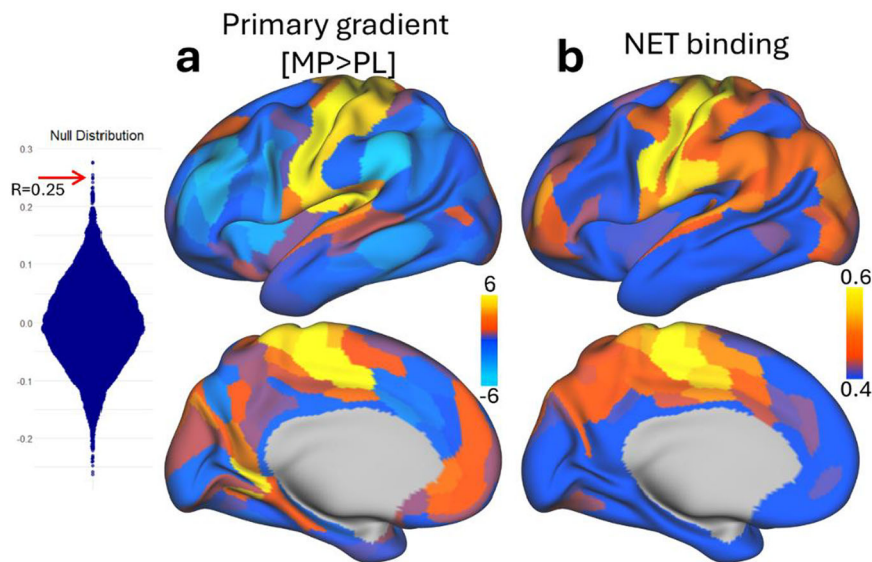 Primary gradient
[MP>PL]
a
NET binding
b
Null Distribution
0.3
R=0.25
0.2
0.1
0.0
-0.1
-0.2
6
-6
0.6
0.4